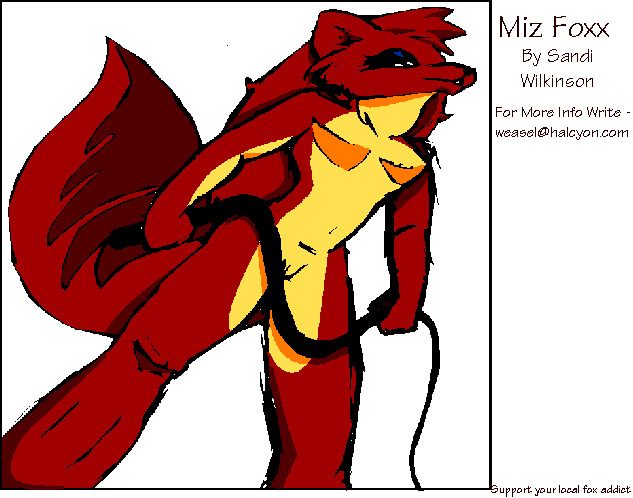 Miz Foxx
By Sandi
Wilkinson
For More Info Write -
weasel@halcyon.com
Support your local fox addict